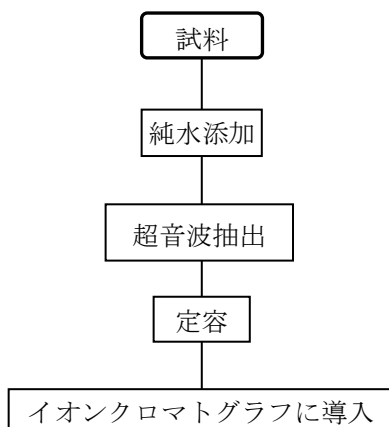 試料
純水添加
超音波抽出
定容
イオンクロマトグラフに導入